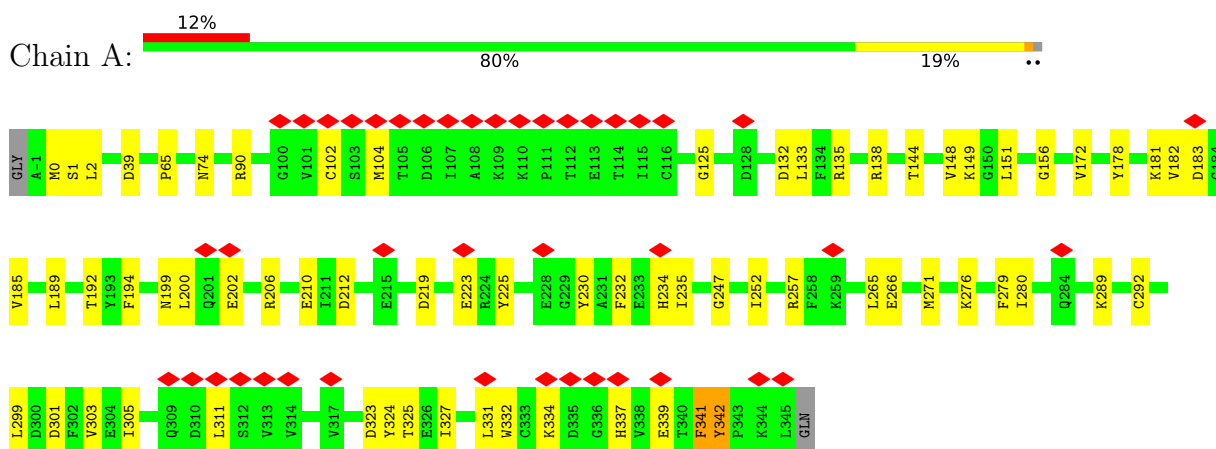 12%
Chain A:
80% 19% ••
GLY A-1 M0 S1 L2 D39 P65 N74 R90 G100 V101 C102 S103 M104 T105 D106 I107 A108 K109 K110 P111 T112 E113 T114 I115 C116 G125 D128 D132 L133 F134 R135 R138 T144 V148 K149 G150 L151 G156 V172 Y178 K181 V182 D183 G184
V185 L189 T192 Y193 F194 N199 L200 Q201 E202 R206 E210 I211 D212 E215 D219 E223 R224 Y225 E228 G229 Y230 A231 F232 E233 H234 I235 G247 I252 R257 F258 K259 L265 E266 M271 K276 F279 I280 Q284 K289 C292
L299 D300 D301 F302 V303 E304 I305 Q309 D310 L311 S312 V313 V314 V317 D323 Y324 T325 E326 I327 L331 W332 C333 K334 D335 G336 H337 V338 E339 T340 F341 Y342 P343 K344 L345 GLN